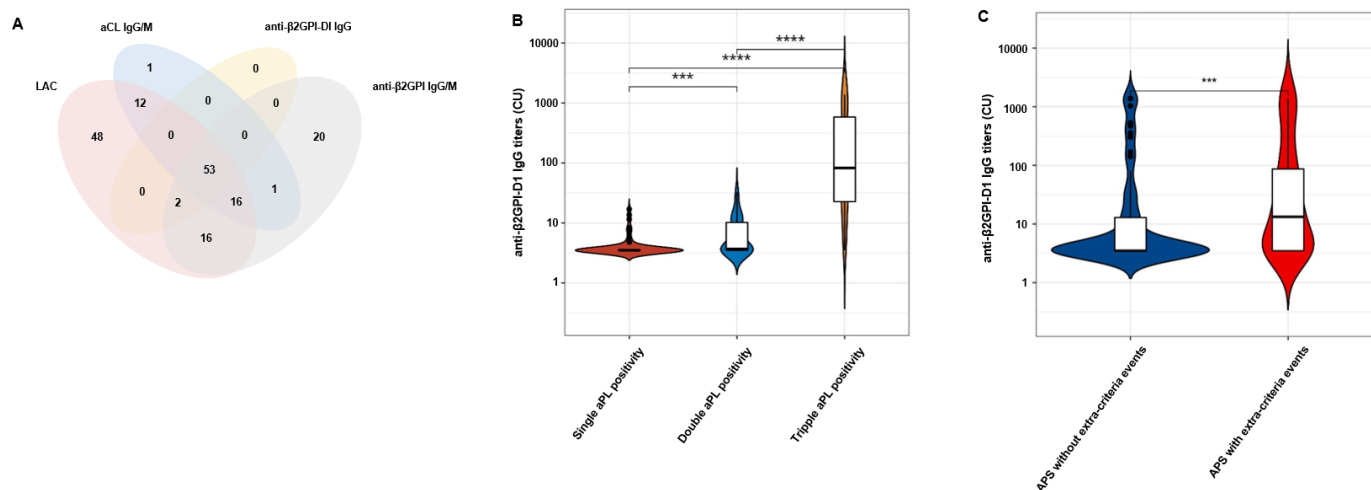 A
aCL IgG/M
anti-β2GPI-DI IgG
LAC
anti-β2GPI IgG/M
1
0
12
0
0
48
0
0
20
53
0
2
16
1
16
B
anti-β2GPI-D1 IgG titers (CU)
10000
1000
100
10
1
****
****
***
Single aPL positivity
Double aPL positivity
Tripple aPL positivity
C
anti-β2GPI-D1 IgG titers (CU)
10000
1000
100
10
1
***
APS without extra-criteria events
APS with extra-criteria events